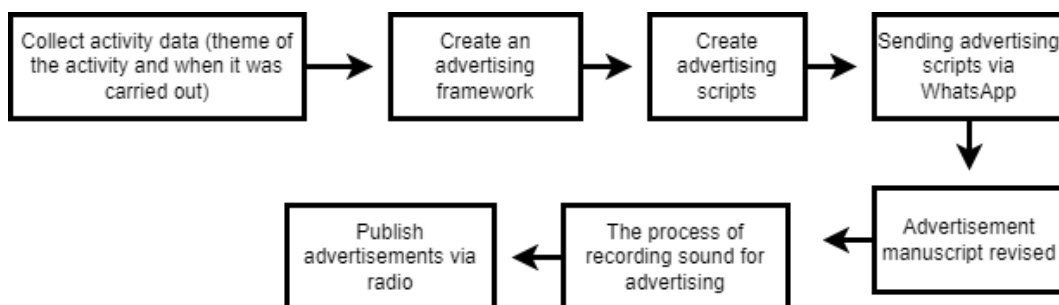 Collect activity data (theme of
the activity and when it was
carried out)
Create an
advertising
framework
Create
advertising
scripts
Sending advertising
scripts via
WhatsApp
Advertisement
manuscript revised
The process of
recording sound for
advertising
Publish
advertisements via
radio